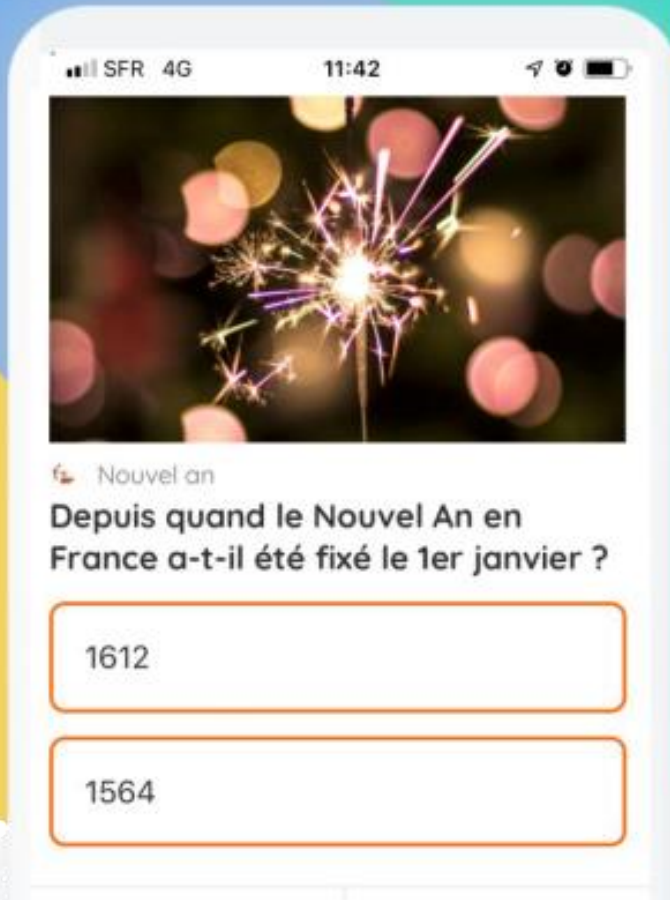 SFR 4G 11:42
Nouvel an
Depuis quand le Nouvel An en
France a-t-il été fixé le 1er janvier ?
1612
1564